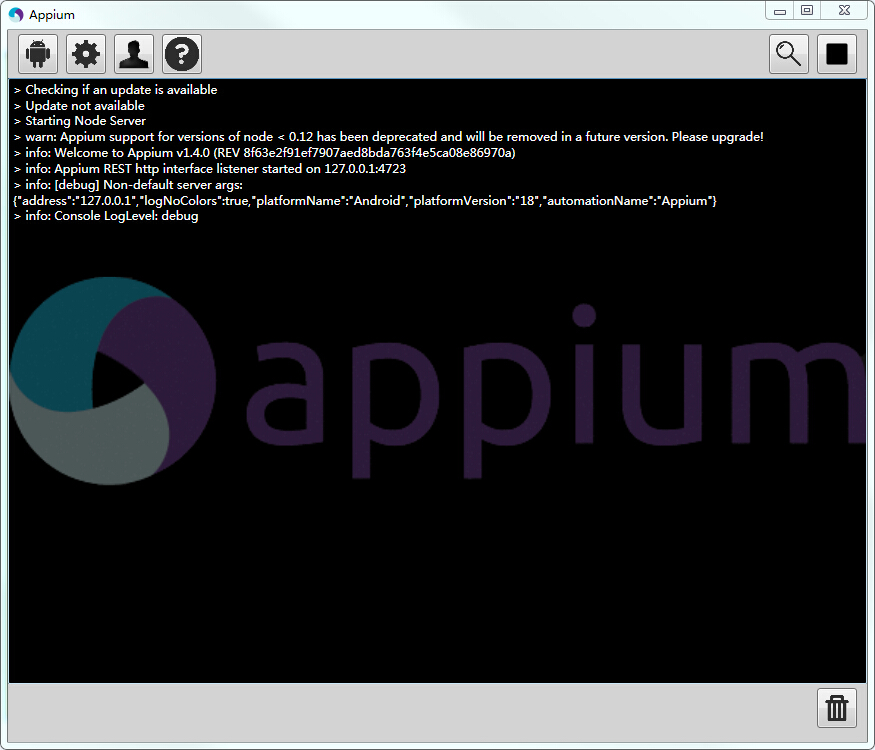 Appium
> Checking if an update is available
> Update not available
> Starting Node Server
> warn: Appium support for versions of node < 0.12 has been deprecated and will be removed in a future version. Please upgrade!
> info: Welcome to Appium v1.4.0 (REV 8f63e2f91ef7907aed8bda763f4e5ca08e86970a)
> info: Appium REST http interface listener started on 127.0.0.1:4723
> info: [debug] Non-default server args:
{"address":"127.0.0.1","logNoColors":true,"platformName":"Android","platformVersion":"18","automationName":"Appium"}
> info: Console LogLevel: debug
appium